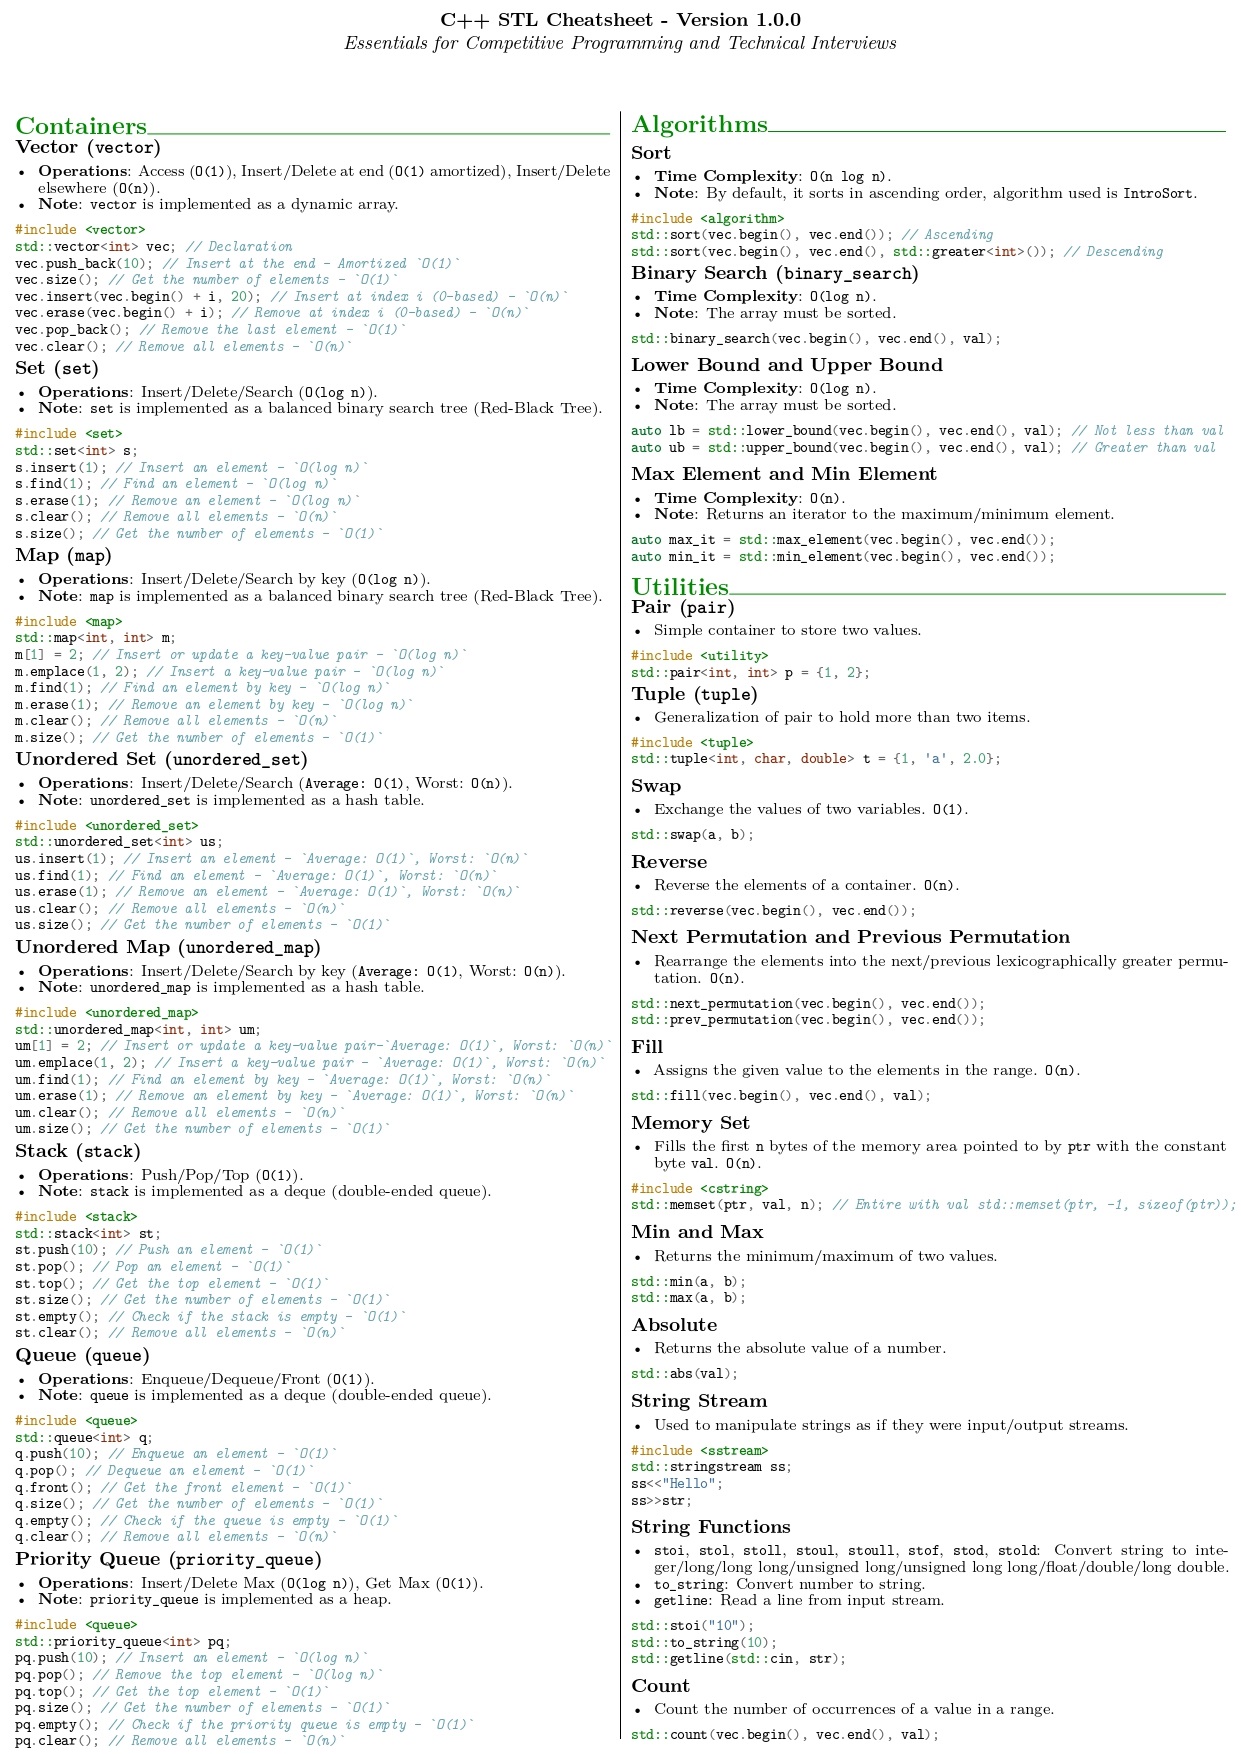 C++ STL Cheatsheet - Version 1.0.0
Essentials for Competitive Programming and Technical Interviews
Containers
Vector (vector)
• Operations: Access (O(1)), Insert/Delete at end (O(1) amortized), Insert/Delete
elsewhere (O(n)).
• Note: vector is implemented as a dynamic array.
#include <vector>
std::vector<int> vec; // Declaration
vec.push_back(10); // Insert at the end - Amortized `O(1)`
vec.size(); // Get the number of elements - `O(1)`
vec.insert(vec.begin() + i, 20); // Insert at index i (0-based) - `O(n)`
vec.erase(vec.begin() + i); // Remove at index i (0-based) - `O(n)`
vec.pop_back(); // Remove the last element - `O(1)`
vec.clear(); // Remove all elements - `O(n)`
Set (set)
• Operations: Insert/Delete/Search (O(log n)).
• Note: set is implemented as a balanced binary search tree (Red-Black Tree).
#include <set>
std::set<int> s;
s.insert(1); // Insert an element - `O(log n)`
s.find(1); // Find an element - `O(log n)`
s.erase(1); // Remove an element - `O(log n)`
s.clear(); // Remove all elements - `O(n)`
s.size(); // Get the number of elements - `O(1)`
Map (map)
• Operations: Insert/Delete/Search by key (O(log n)).
• Note: map is implemented as a balanced binary search tree (Red-Black Tree).
#include <map>
std::map<int, int> m;
m[1] = 2; // Insert or update a key-value pair - `O(log n)`
m.emplace(1, 2); // Insert a key-value pair - `O(log n)`
m.find(1); // Find an element by key - `O(log n)`
m.erase(1); // Remove an element by key - `O(log n)`
m.clear(); // Remove all elements - `O(n)`
m.size(); // Get the number of elements - `O(1)`
Unordered Set (unordered_set)
• Operations: Insert/Delete/Search (Average: O(1), Worst: O(n)).
• Note: unordered_set is implemented as a hash table.
#include <unordered_set>
std::unordered_set<int> us;
us.insert(1); // Insert an element - `Average: O(1)`, Worst: `O(n)`
us.find(1); // Find an element - `Average: O(1)`, Worst: `O(n)`
us.erase(1); // Remove an element - `Average: O(1)`, Worst: `O(n)`
us.clear(); // Remove all elements - `O(n)`
us.size(); // Get the number of elements - `O(1)`
Unordered Map (unordered_map)
• Operations: Insert/Delete/Search by key (Average: O(1), Worst: O(n)).
• Note: unordered_map is implemented as a hash table.
#include <unordered_map>
std::unordered_map<int, int> um;
um[1] = 2; // Insert or update a key-value pair-`Average: O(1)`, Worst: `O(n)`
um.emplace(1, 2); // Insert a key-value pair - `Average: O(1)`, Worst: `O(n)`
um.find(1); // Find an element by key - `Average: O(1)`, Worst: `O(n)`
um.erase(1); // Remove an element by key - `Average: O(1)`, Worst: `O(n)`
um.clear(); // Remove all elements - `O(n)`
um.size(); // Get the number of elements - `O(1)`
Stack (stack)
• Operations: Push/Pop/Top (O(1)).
• Note: stack is implemented as a deque (double-ended queue).
#include <stack>
std::stack<int> st;
st.push(10); // Push an element - `O(1)`
st.pop(); // Pop an element - `O(1)`
st.top(); // Get the top element - `O(1)`
st.size(); // Get the number of elements - `O(1)`
st.empty(); // Check if the stack is empty - `O(1)`
st.clear(); // Remove all elements - `O(n)`
Queue (queue)
• Operations: Enqueue/Dequeue/Front (O(1)).
• Note: queue is implemented as a deque (double-ended queue).
#include <queue>
std::queue<int> q;
q.push(10); // Enqueue an element - `O(1)`
q.pop(); // Dequeue an element - `O(1)`
q.front(); // Get the front element - `O(1)`
q.size(); // Get the number of elements - `O(1)`
q.empty(); // Check if the queue is empty - `O(1)`
q.clear(); // Remove all elements - `O(n)`
Priority Queue (priority_queue)
• Operations: Insert/Delete Max (O(log n)), Get Max (O(1)).
• Note: priority_queue is implemented as a heap.
#include <queue>
std::priority_queue<int> pq;
pq.push(10); // Insert an element - `O(log n)`
pq.pop(); // Remove the top element - `O(log n)`
pq.top(); // Get the top element - `O(1)`
pq.size(); // Get the number of elements - `O(1)`
pq.empty(); // Check if the priority queue is empty - `O(1)`
pq.clear(); // Remove all elements - `O(n)`
Algorithms
Sort
• Time Complexity: O(n log n).
• Note: By default, it sorts in ascending order, algorithm used is IntroSort.
#include <algorithm>
std::sort(vec.begin(), vec.end()); // Ascending
std::sort(vec.begin(), vec.end(), std::greater<int>()); // Descending
Binary Search (binary_search)
• Time Complexity: O(log n).
• Note: The array must be sorted.
std::binary_search(vec.begin(), vec.end(), val);
Lower Bound and Upper Bound
• Time Complexity: O(log n).
• Note: The array must be sorted.
auto lb = std::lower_bound(vec.begin(), vec.end(), val); // Not less than val
auto ub = std::upper_bound(vec.begin(), vec.end(), val); // Greater than val
Max Element and Min Element
• Time Complexity: O(n).
• Note: Returns an iterator to the maximum/minimum element.
auto max_it = std::max_element(vec.begin(), vec.end());
auto min_it = std::min_element(vec.begin(), vec.end());
Utilities
Pair (pair)
• Simple container to store two values.
#include <utility>
std::pair<int, int> p = {1, 2};
Tuple (tuple)
• Generalization of pair to hold more than two items.
#include <tuple>
std::tuple<int, char, double> t = {1, 'a', 2.0};
Swap
• Exchange the values of two variables. O(1).
std::swap(a, b);
Reverse
• Reverse the elements of a container. O(n).
std::reverse(vec.begin(), vec.end());
Next Permutation and Previous Permutation
• Rearrange the elements into the next/previous lexicographically greater permu-
tation. O(n).
std::next_permutation(vec.begin(), vec.end());
std::prev_permutation(vec.begin(), vec.end());
Fill
• Assigns the given value to the elements in the range. O(n).
std::fill(vec.begin(), vec.end(), val);
Memory Set
• Fills the first n bytes of the memory area pointed to by ptr with the constant
byte val. O(n).
#include <cstring>
std::memset(ptr, val, n); // Entire with val std::memset(ptr, -1, sizeof(ptr));
Min and Max
• Returns the minimum/maximum of two values.
std::min(a, b);
std::max(a, b);
Absolute
• Returns the absolute value of a number.
std::abs(val);
String Stream
• Used to manipulate strings as if they were input/output streams.
#include <sstream>
std::stringstream ss;
ss<<"Hello";
ss>>str;
String Functions
• stoi, stol, stoll, stoul, stoull, stof, stod, stold: Convert string to inte-
ger/long/long long/unsigned long/unsigned long long/float/double/long double.
• to_string: Convert number to string.
• getline: Read a line from input stream.
std::stoi("10");
std::to_string(10);
std::getline(std::cin, str);
Count
• Count the number of occurrences of a value in a range.
std::count(vec.begin(), vec.end(), val);